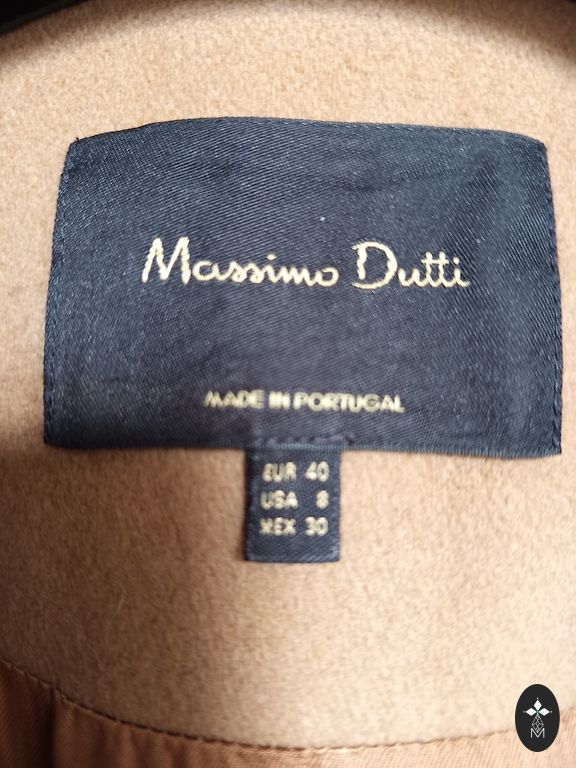 Massimo Dutti
MADE IN PORTUGAL
EUR 40
USA 8
MEX 30
M